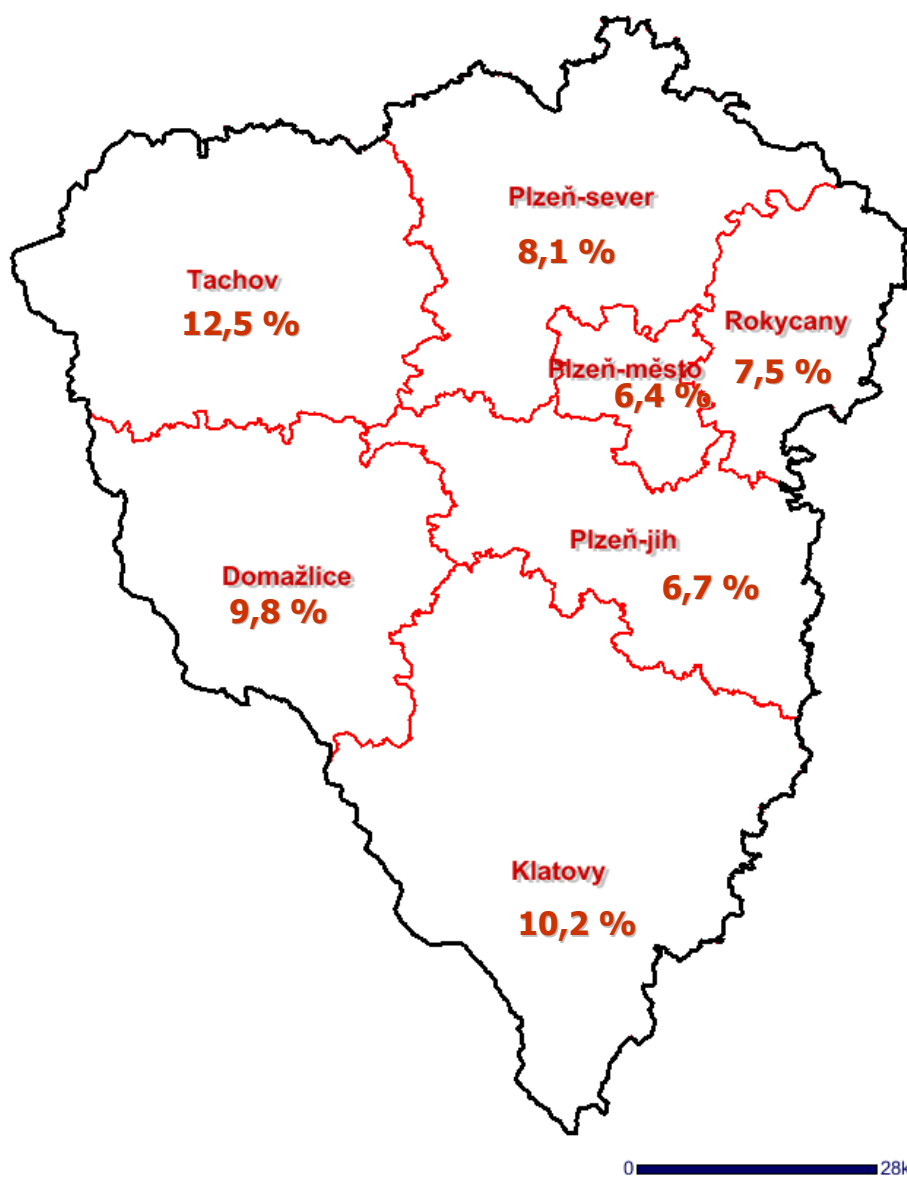 Plzeň-sever
8,1 %
Tachov
12,5 %
Rokycany
7,5 %
Plzeň-město
6,4 %
Plzeň-jih
6,7 %
Domažlice
9,8 %
Klatovy
10,2 %
0 28k